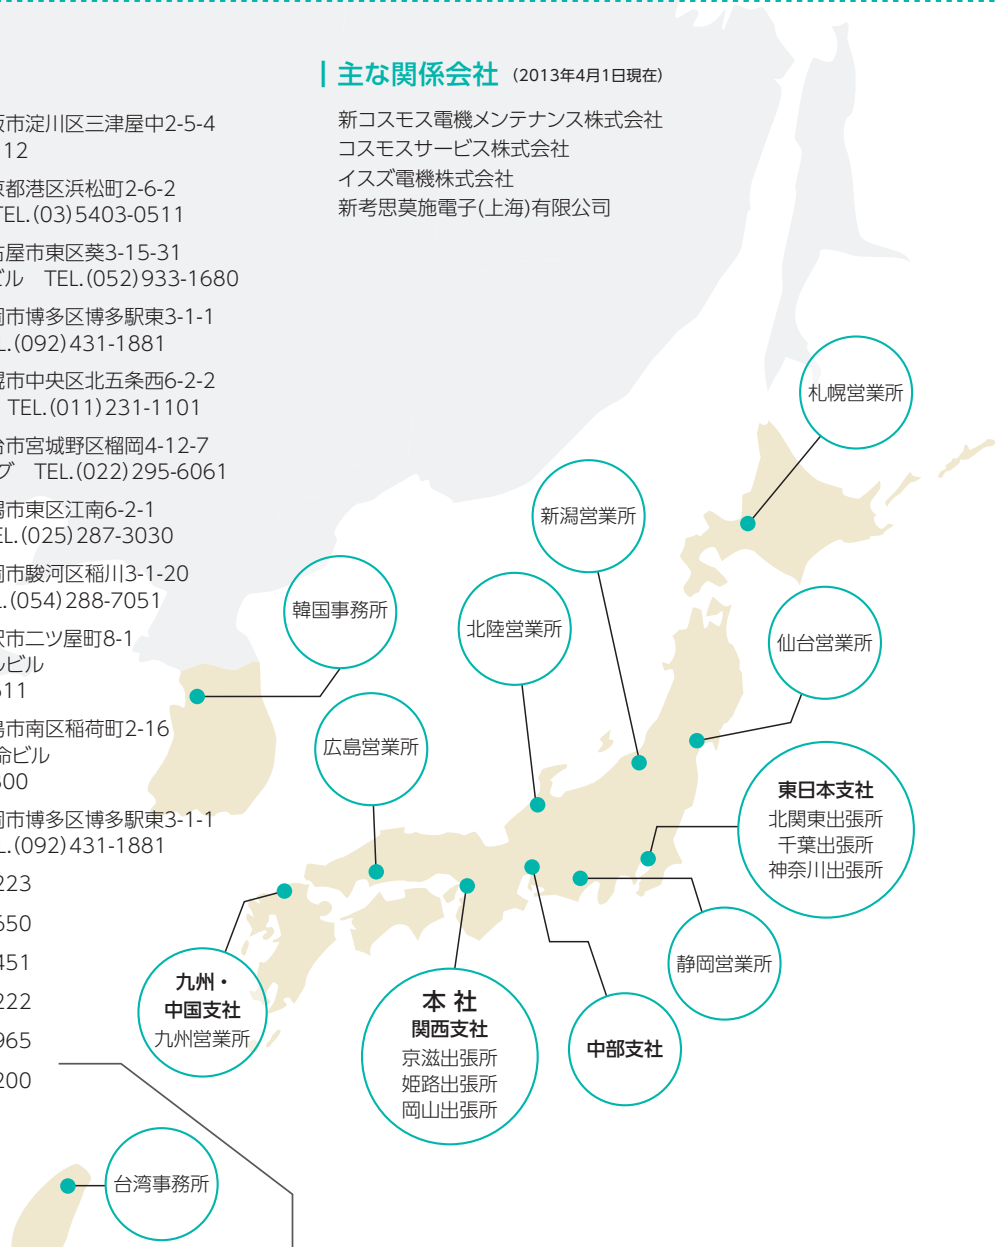 主な関係会社 (2013年4月1日現在)
新コスモス電機メンテナンス株式会社
コスモスサービス株式会社
イスズ電機株式会社
新考思莫施電子(上海)有限公司
阪市淀川区三津屋中2-5-4
112
京都港区浜松町2-6-2
TEL.(03)5403-0511
古屋市東区葵3-15-31
ビル　TEL.(052)933-1680
岡市博多区博多駅東3-1-1
L.(092)431-1881
幌市中央区北五条西6-2-2
TEL.(011)231-1101
台市宮城野区榴岡4-12-7
グ　TEL.(022)295-6061
潟市東区江南6-2-1
EL.(025)287-3030
岡市駿河区稲川3-1-20
L.(054)288-7051
沢市二ツ屋町8-1
ルビル
611
島市南区稲荷町2-16
命ビル
300
岡市博多区博多駅東3-1-1
L.(092)431-1881
223
650
451
222
965
200
札幌営業所
新潟営業所
韓国事務所
北陸営業所
仙台営業所
広島営業所
東日本支社
北関東出張所
千葉出張所
神奈川出張所
静岡営業所
九州・
中国支社
九州営業所
本 社
関西支社
京滋出張所
姫路出張所
岡山出張所
中部支社
台湾事務所